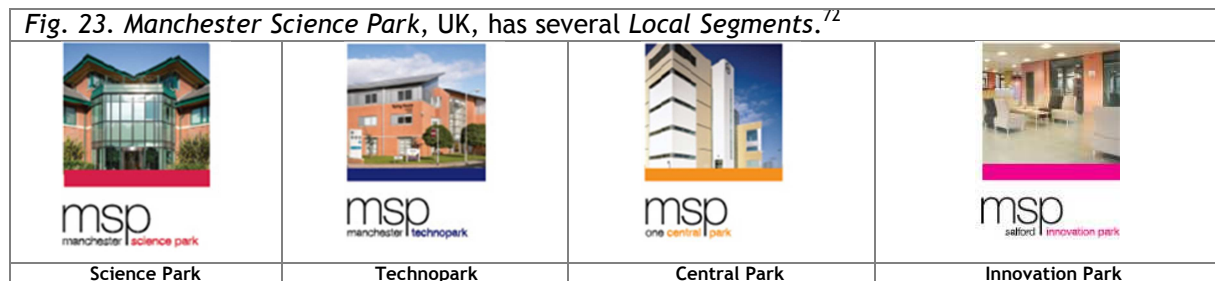 Fig. 23. Manchester Science Park, UK, has several Local Segments.72
msp
manchester science park
msp
manchester technopark
msp
one central park
msp
salford innovation park
Science Park
Technopark
Central Park
Innovation Park